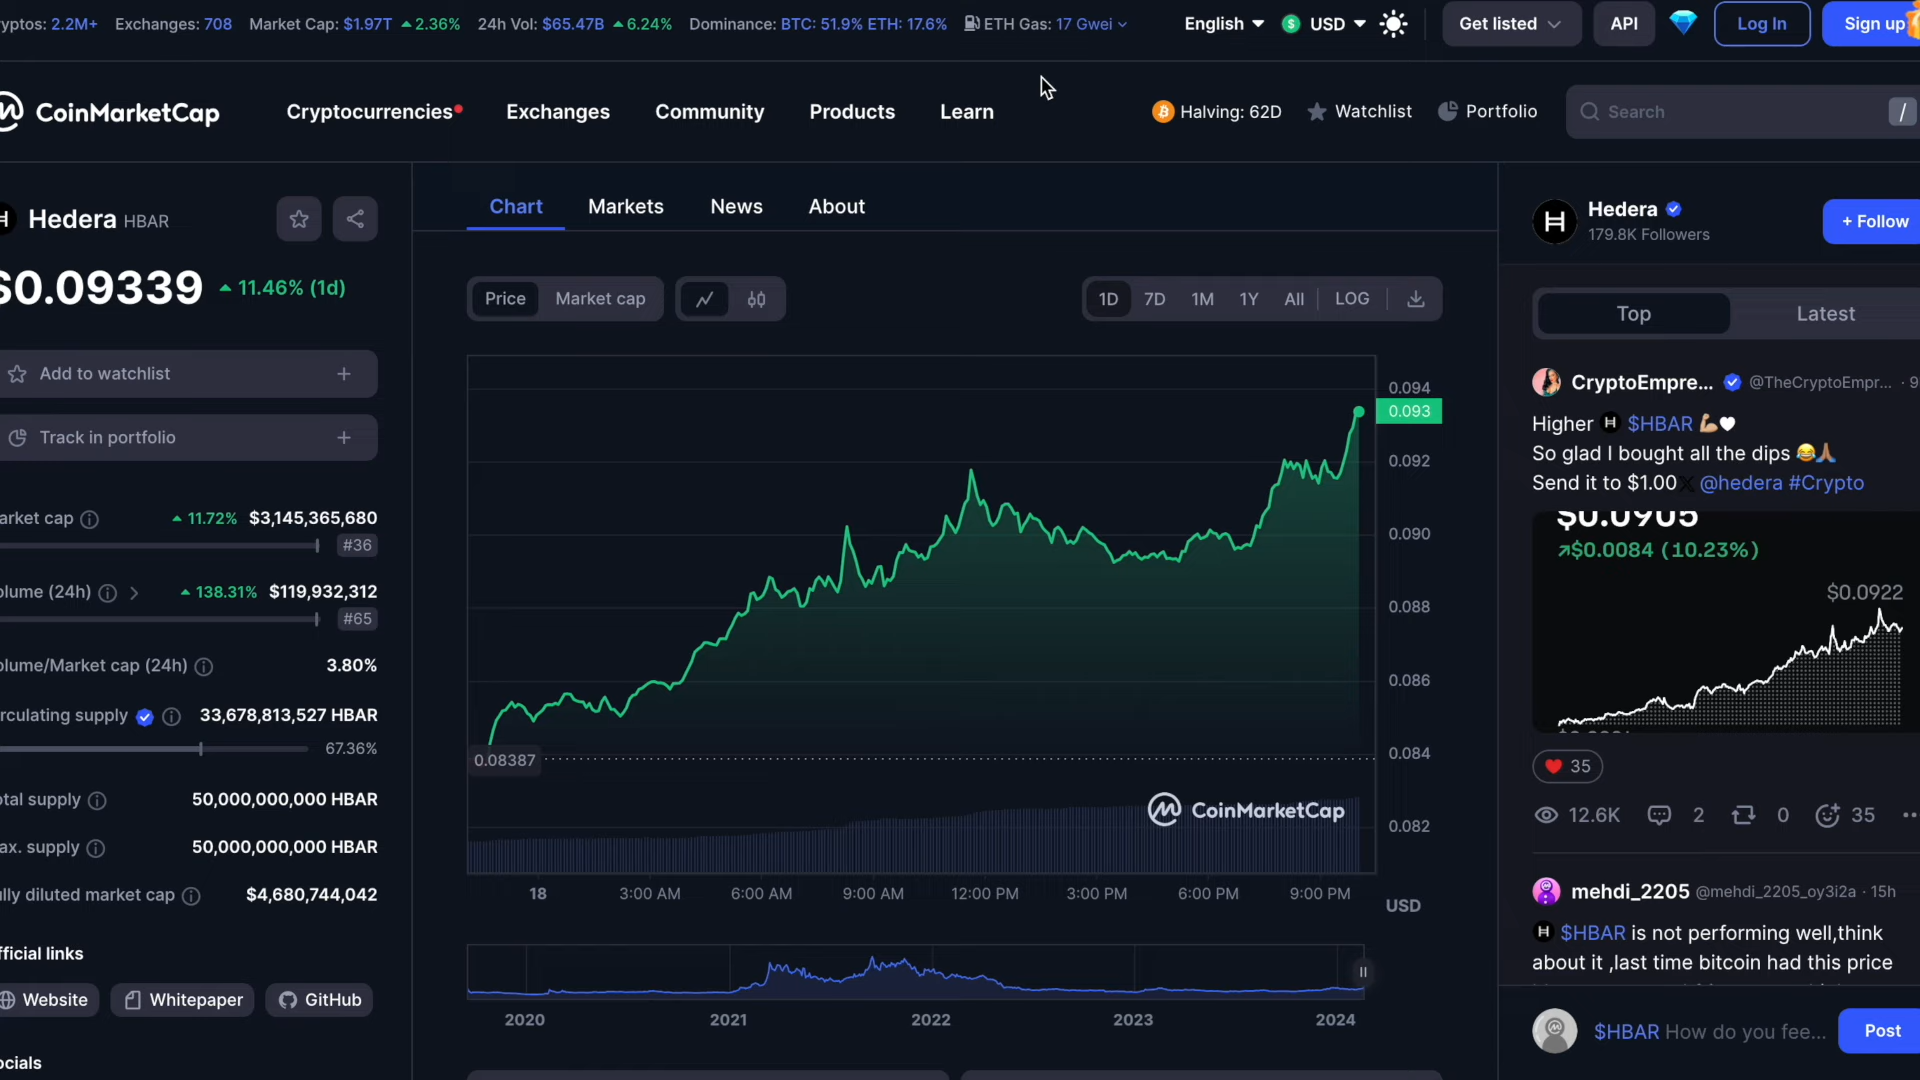 yptos: 2.2M+ Exchanges: 708 Market Cap: $1.97T 2.36% 24h Vol: $65.47B 6.24% Dominance: BTC: 51.9% ETH: 17.6% ETH Gas: 17 Gwei English USD Get listed API Log In Sign up
CoinMarketCap Cryptocurrencies Exchanges Community Products Learn Halving: 62D Watchlist Portfolio Search /
Hedera HBAR
$0.09339 11.46% (1d)
Add to watchlist +
Track in portfolio +
arket cap 11.72% $3,145,365,680
#36
olume (24h) 138.31% $119,932,312
#65
olume/Market cap (24h) 3.80%
rculating supply 33,678,813,527 HBAR
67.36%
otal supply 50,000,000,000 HBAR
ax. supply 50,000,000,000 HBAR
ully diluted market cap $4,680,744,042
fficial links
Website Whitepaper GitHub
ocials
Chart Markets News About
Price Market cap 1D 7D 1M 1Y All LOG
0.094
0.093
0.092
0.090
0.088
0.086
0.084
0.082
0.08387
CoinMarketCap
18 3:00 AM 6:00 AM 9:00 AM 12:00 PM 3:00 PM 6:00 PM 9:00 PM
USD
2020 2021 2022 2023 2024
Hedera
179.8K Followers
+ Follow
Top Latest
CryptoEmpre... @TheCryptoEmpr... · 9
Higher $HBAR 💪🏽🤍
So glad I bought all the dips 😂🙏🏽
Send it to $1.00 @hedera #Crypto
$0.0905
↗$0.0084 (10.23%)
$0.0922
35
12.6K 2 0 35
mehdi_2205 @mehdi_2205_oy3i2a · 15h
$HBAR is not performing well,think
about it ,last time bitcoin had this price
$HBAR How do you fee...
Post